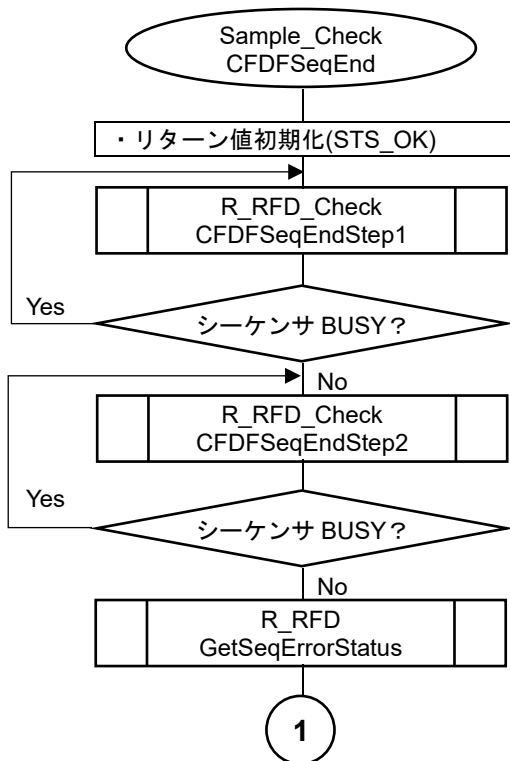 Sample_Check
CFDFSeqEnd
・リターン値初期化(STS_OK)
R_RFD_Check
CFDFSeqEndStep1
Yes
シーケンサ BUSY？
No
R_RFD_Check
CFDFSeqEndStep2
Yes
シーケンサ BUSY？
No
R_RFD
GetSeqErrorStatus
1